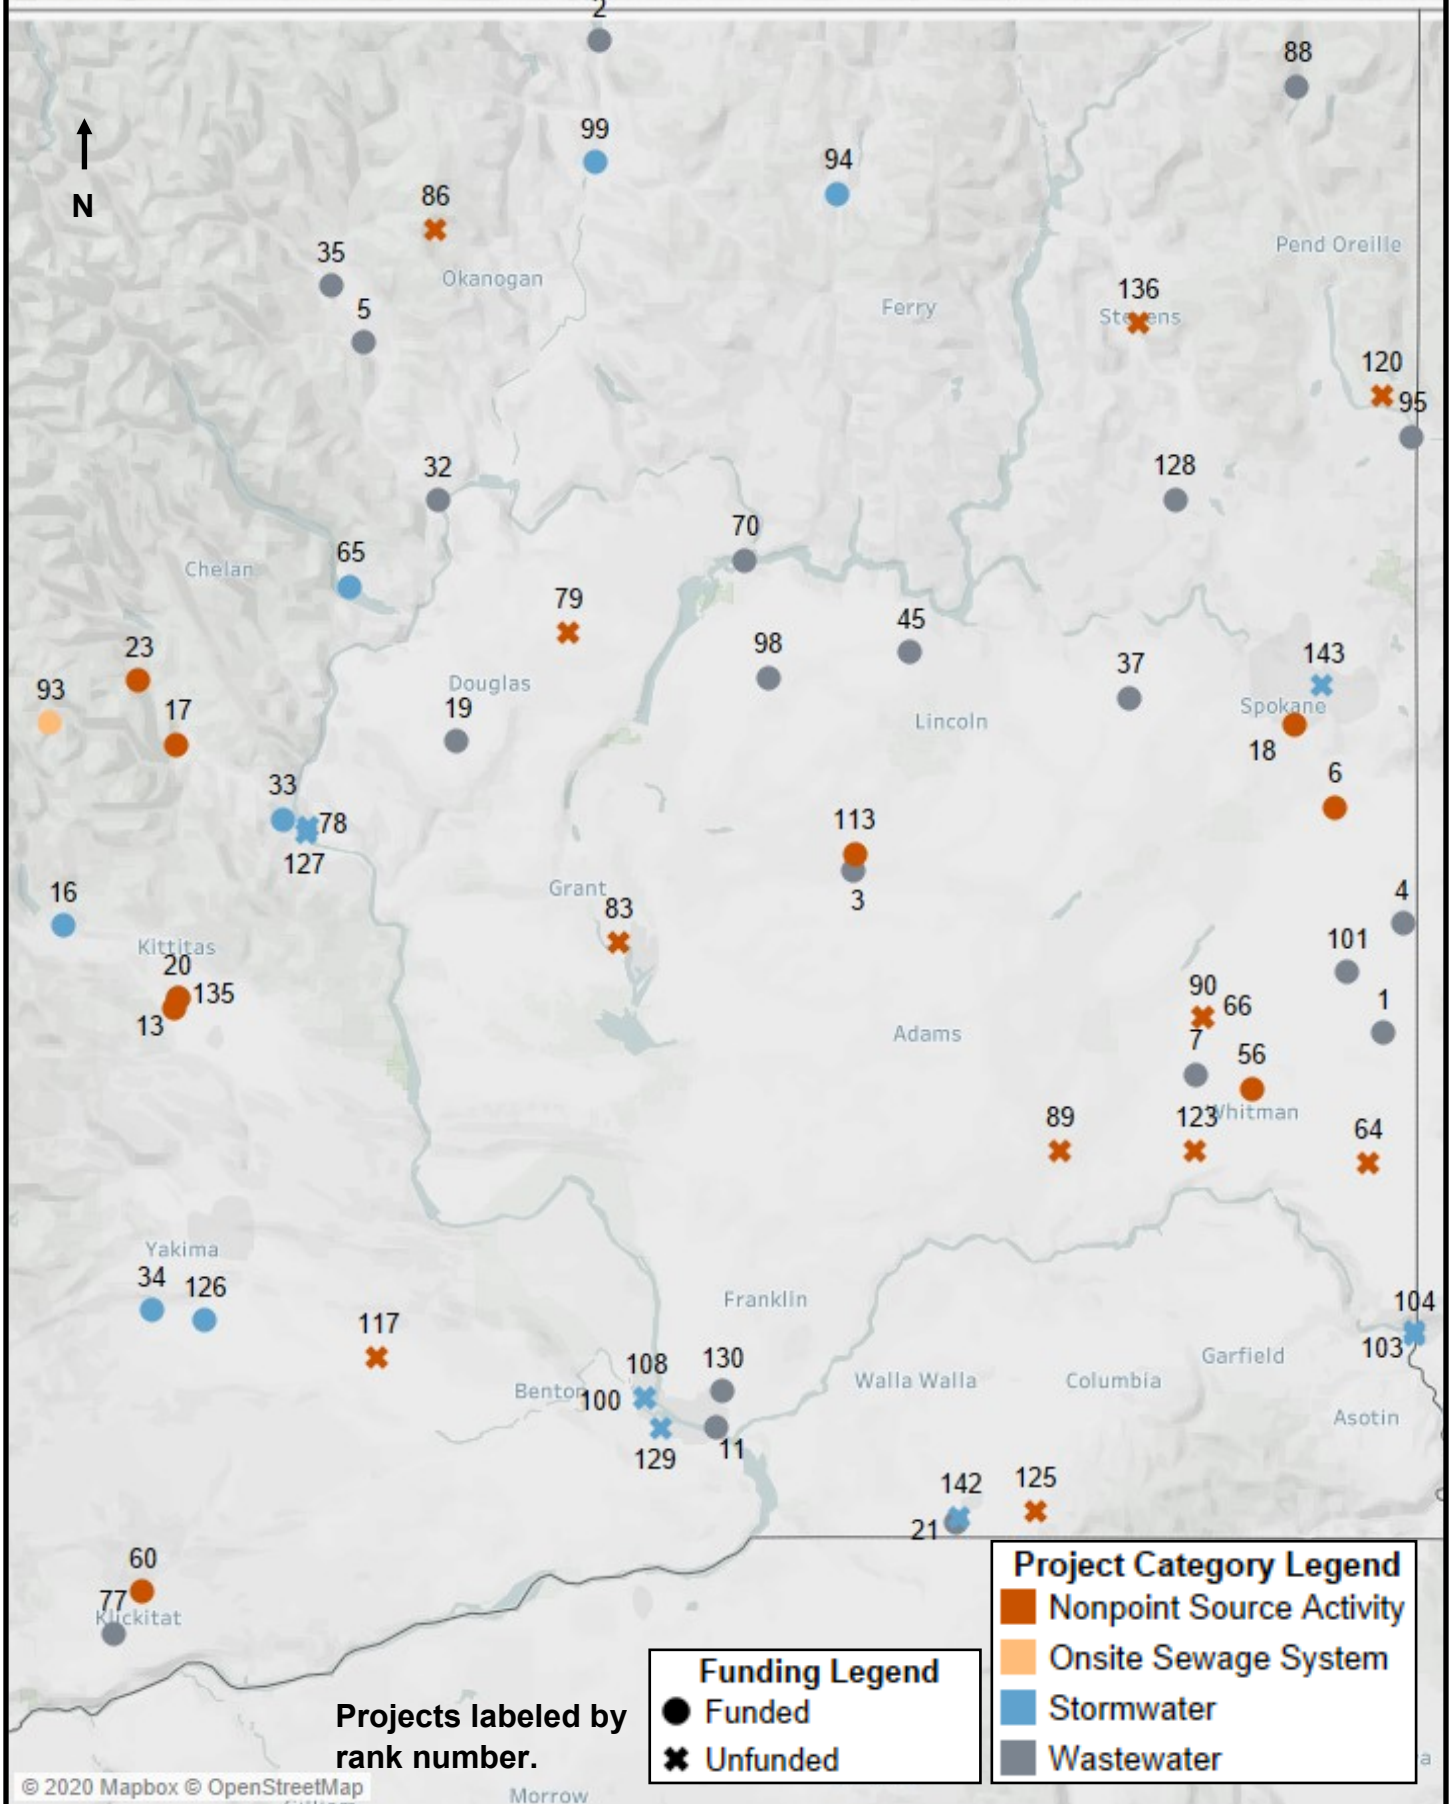 2
88
99
94
N
86
35
Okanogan
Pend Oreille
5
Ferry
136
Stevens
120
95
32
128
70
65
Chelan
79
45
98
23
37
143
93
Douglas
17
19
Lincoln
Spokane
18
6
33
78
127
113
3
Grant
16
83
4
Kittitas
101
20
135
13
90
66
1
Adams
7
56
Whitman
89
123
64
Yakima
34
126
Franklin
117
104
103
108
130
Garfield
Benton
100
Walla Walla
Columbia
129
11
Asotin
142
125
21
60
77
Klickitat
Project Category Legend
Nonpoint Source Activity
Onsite Sewage System
Stormwater
Wastewater
Funding Legend
Funded
Unfunded
Projects labeled by
rank number.
© 2020 Mapbox © OpenStreetMap
Morrow